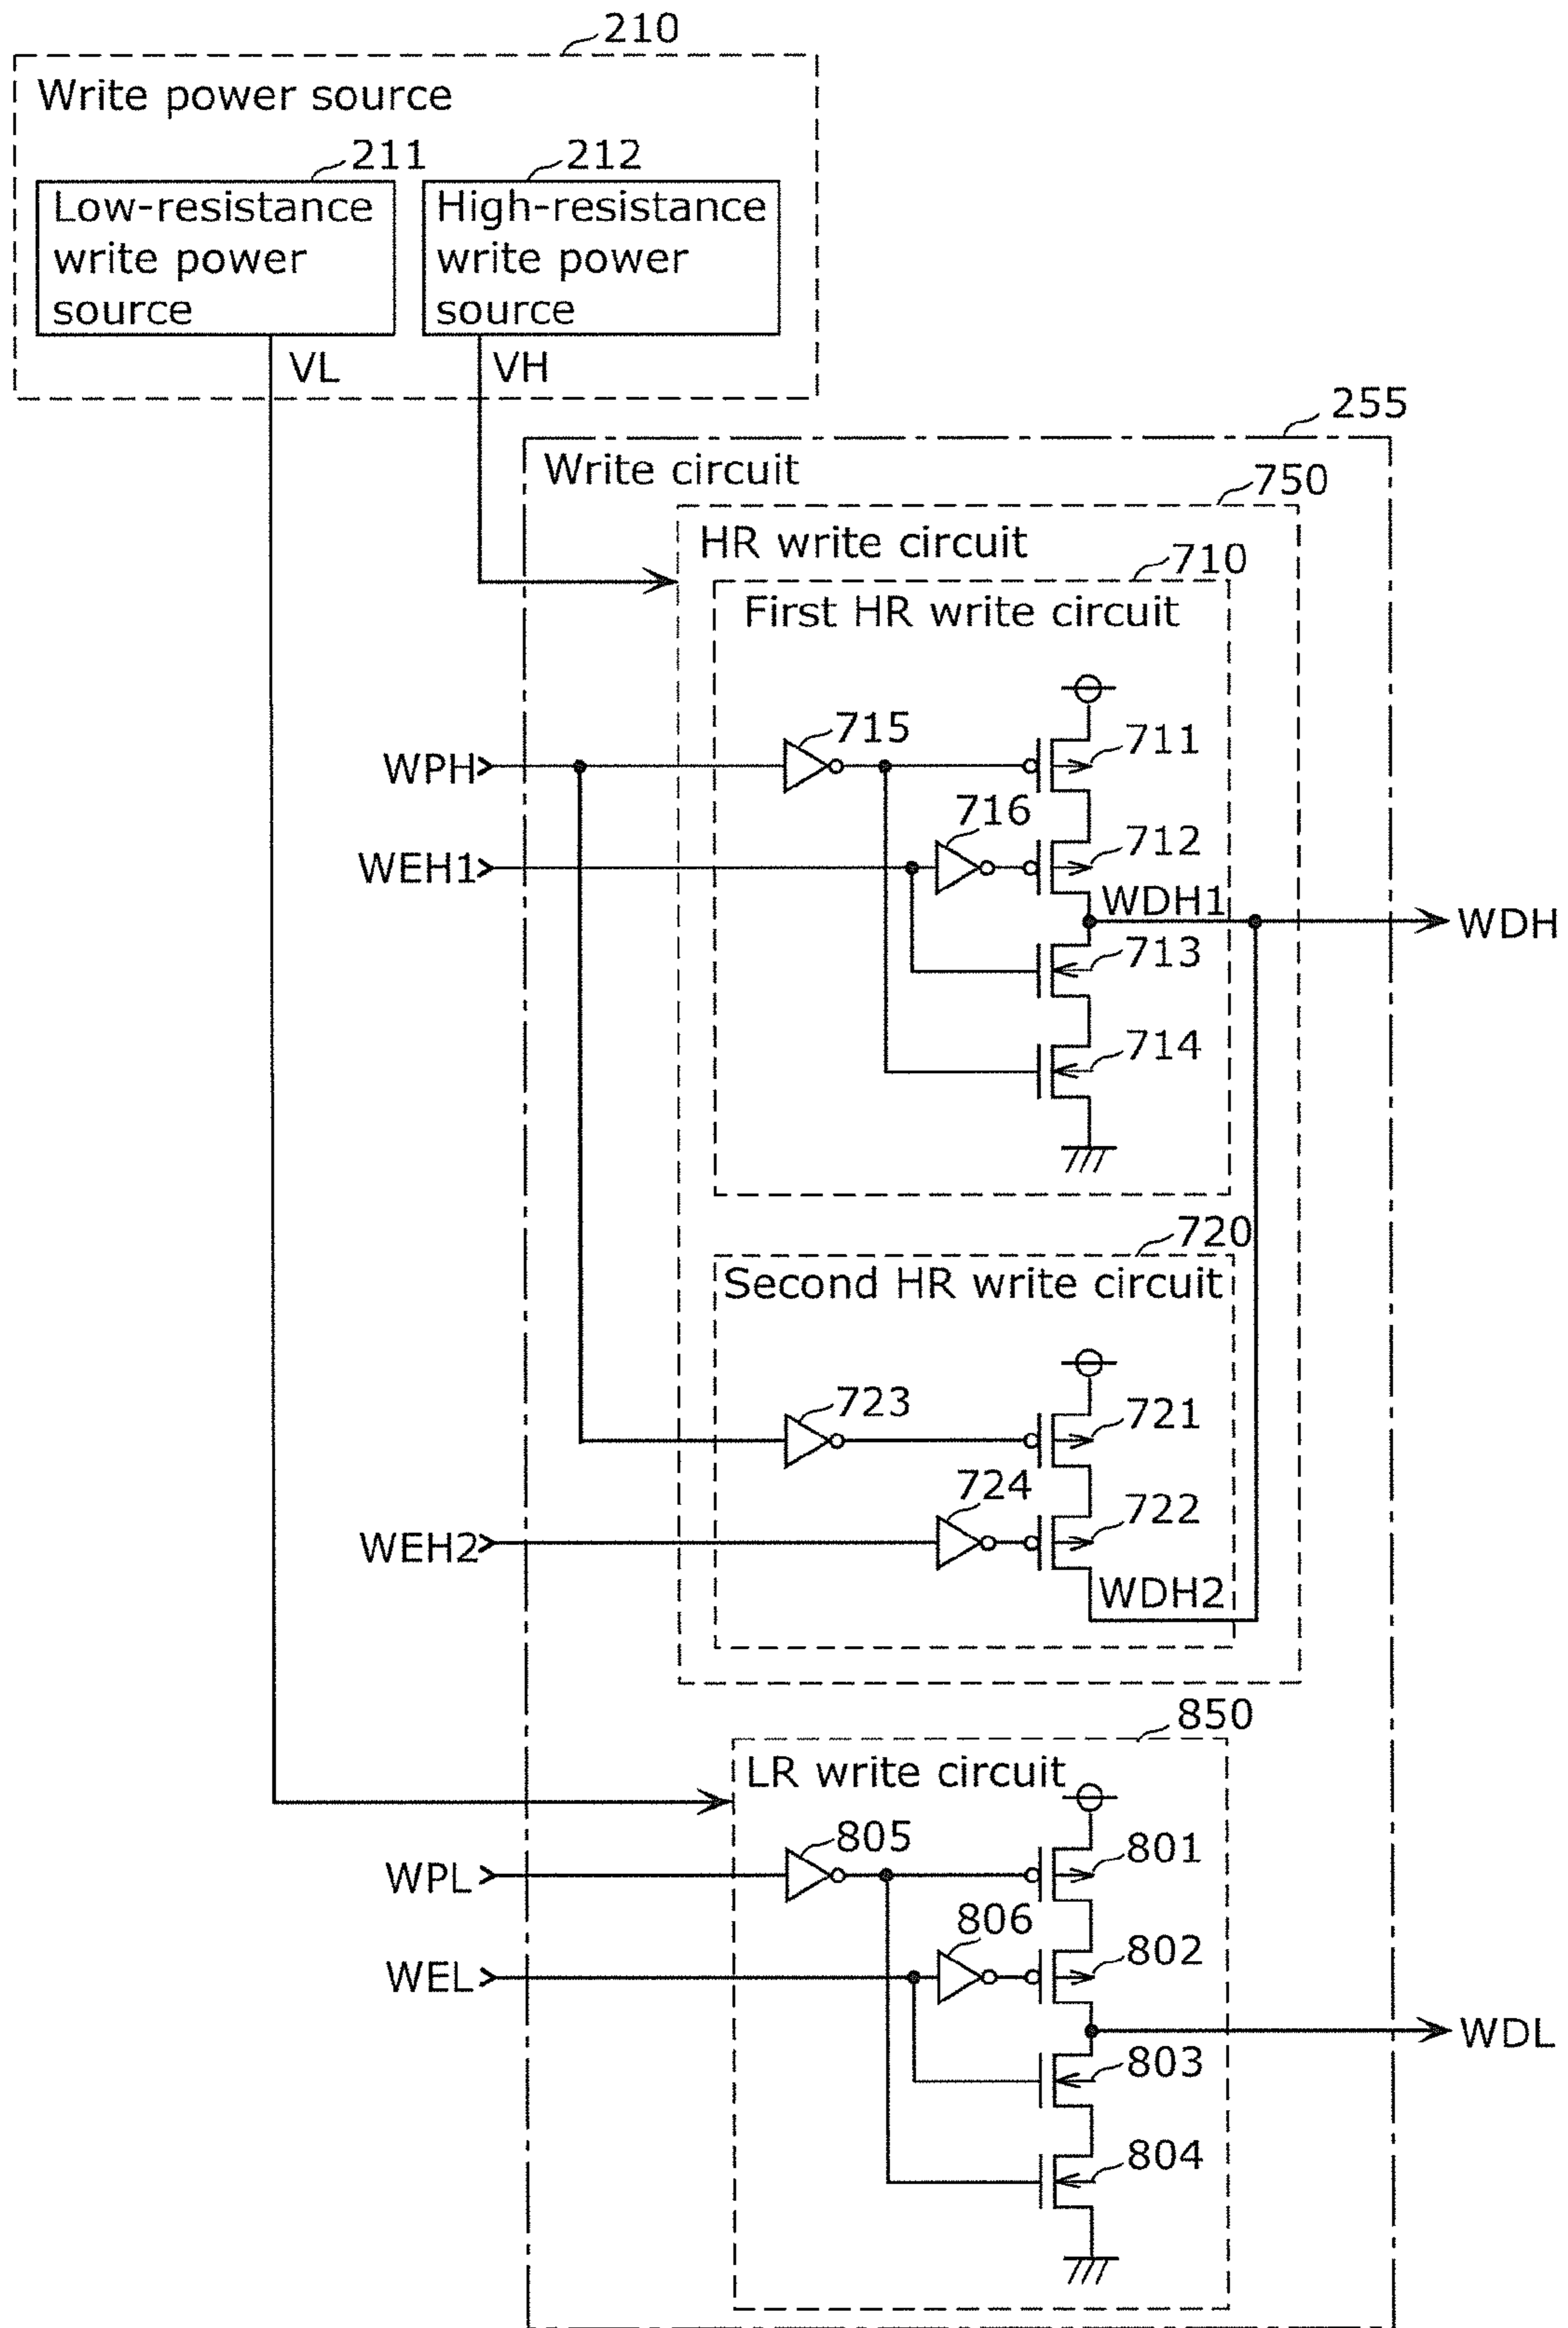 210
Write power source
211
212
Low-resistance
write power
source
High-resistance
write power
source
VL
VH
255
Write circuit
750
HR write circuit
710
First HR write circuit
715
711
WPH
716
712
WEH1
WDH1
WDH
713
714
720
Second HR write circuit
723
721
724
722
WEH2
WDH2
850
LR write circuit
805
801
WPL
806
802
WEL
WDL
803
804